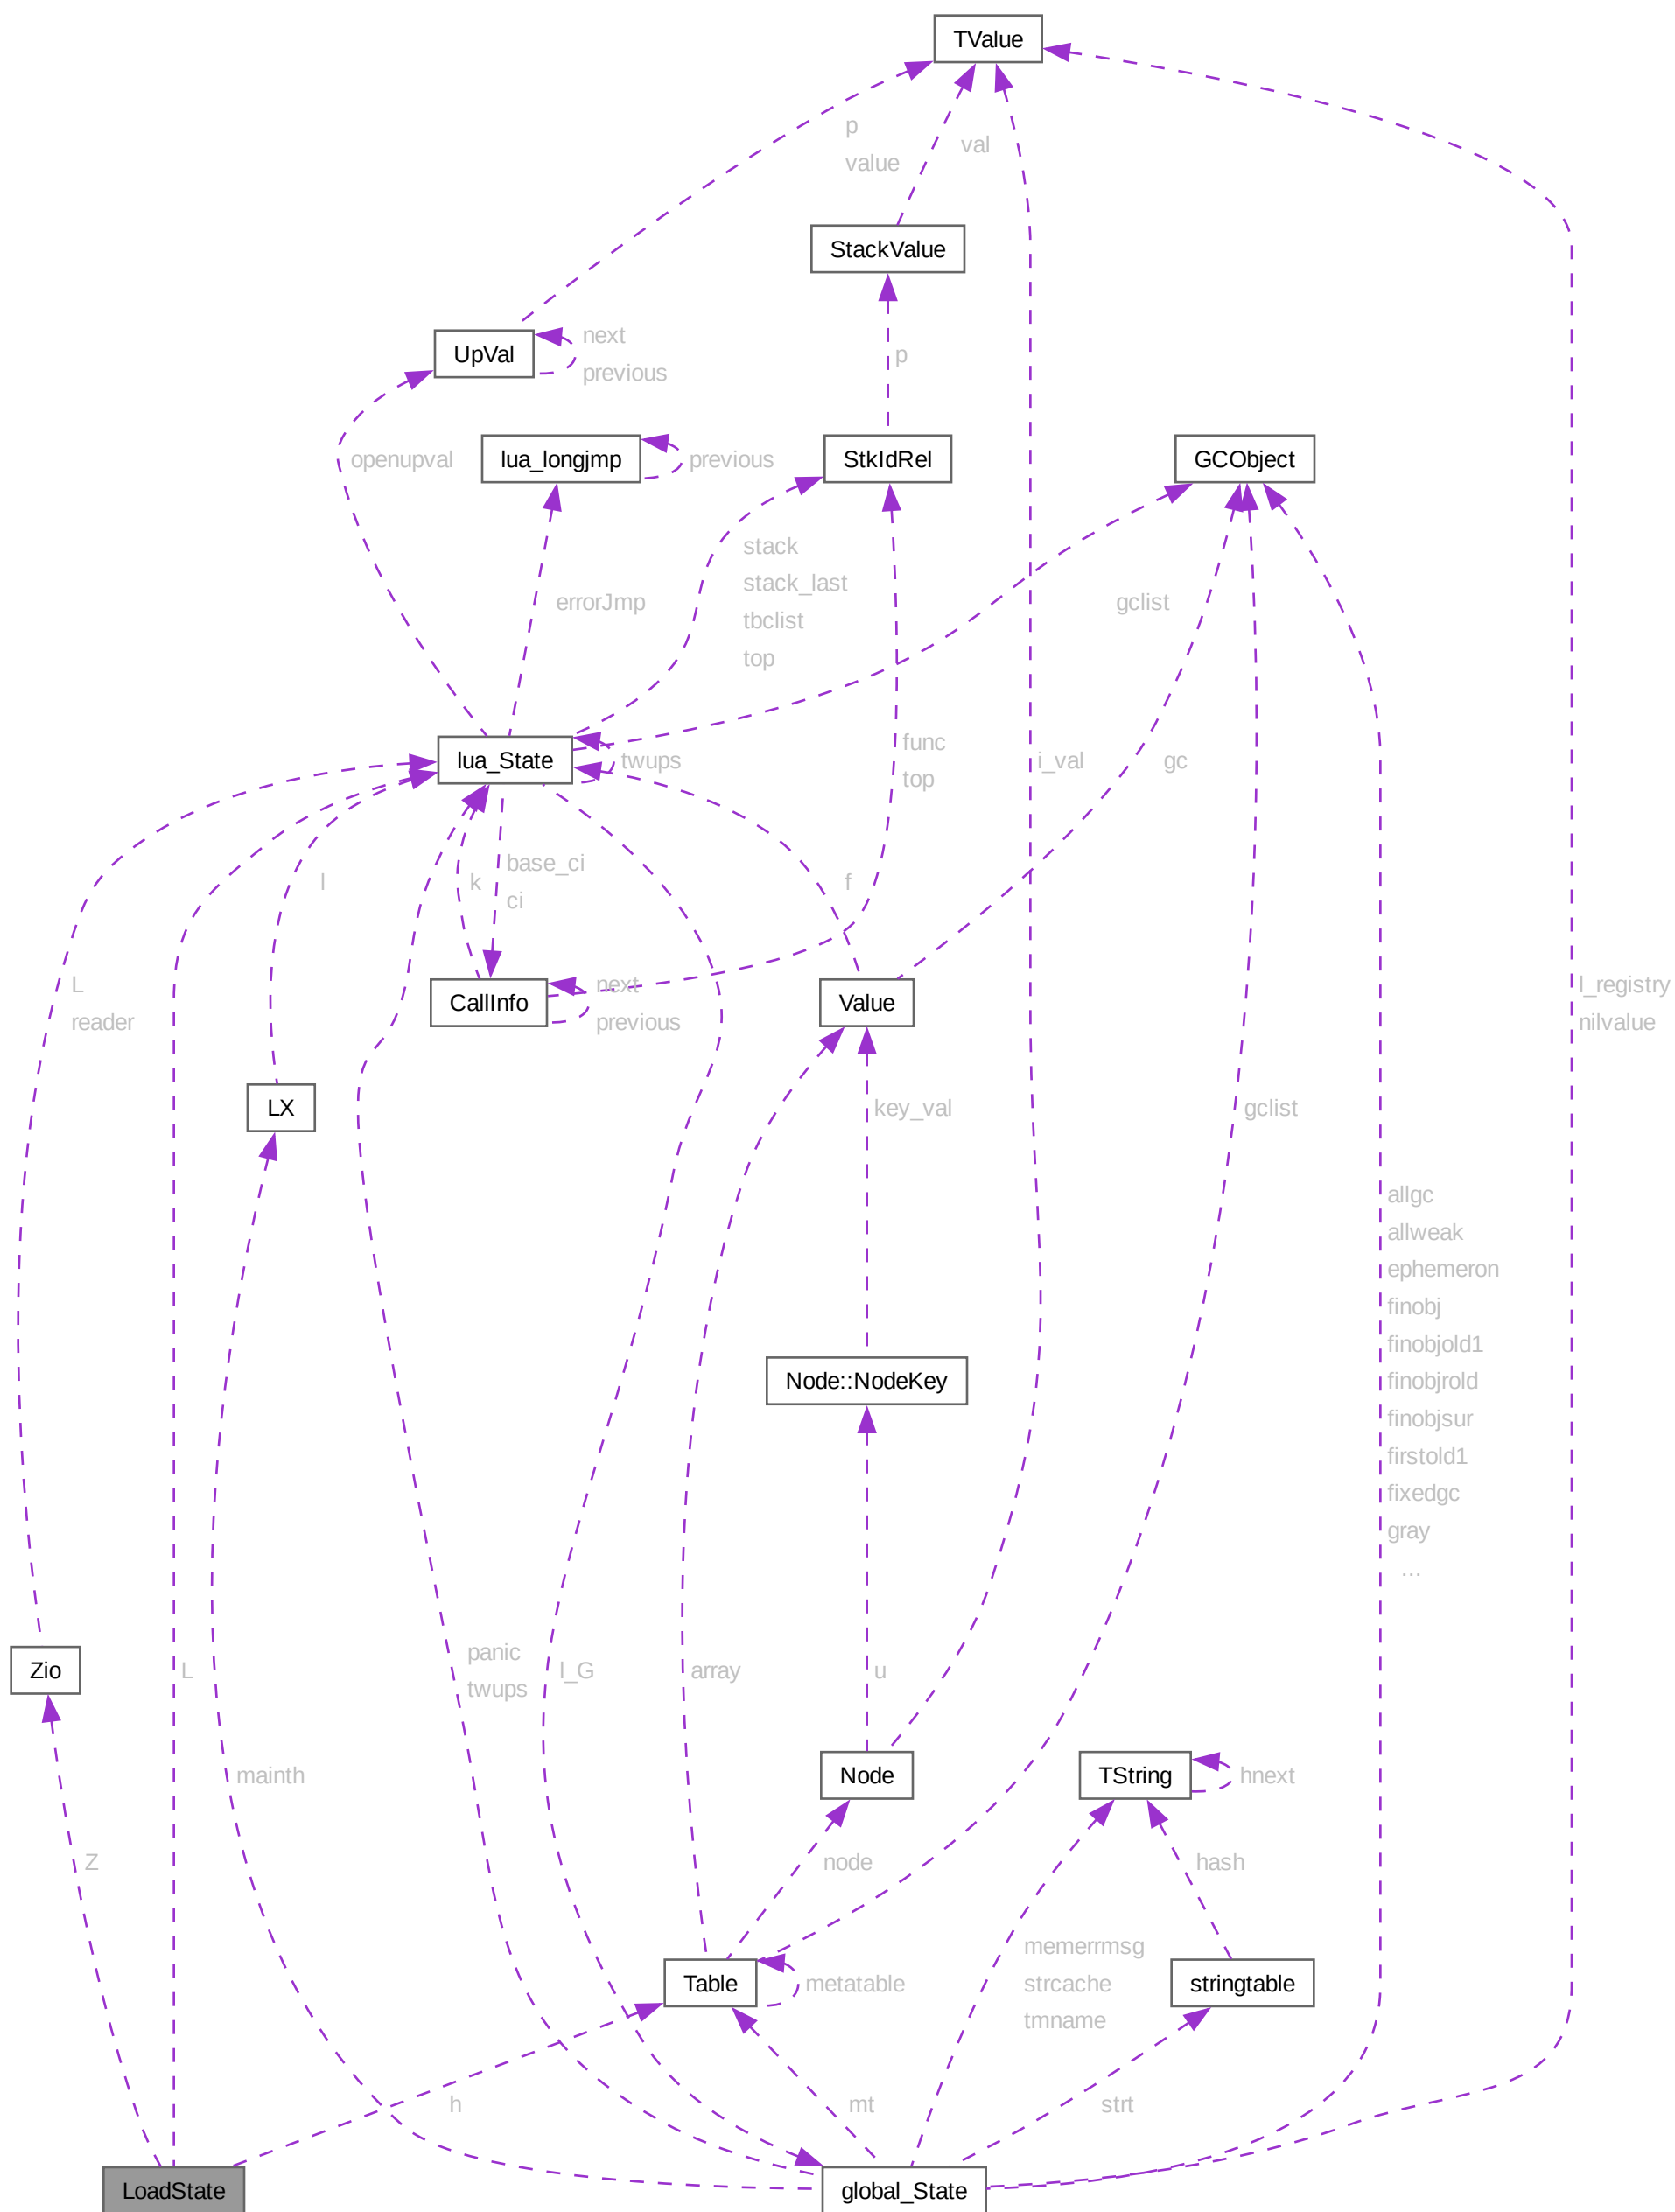 TValue
p
value
val
StackValue
UpVal
next
previous
p
openupval
lua_longjmp
previous
StkIdRel
GCObject
stack
stack_last
tbclist
top
errorJmp
gclist
func
top
lua_State
twups
i_val
gc
base_ci
ci
k
l
f
L
reader
CallInfo
next
previous
Value
l_registry
nilvalue
LX
key_val
gclist
allgc
allweak
ephemeron
finobj
finobjold1
finobjrold
finobjsur
firstold1
fixedgc
gray
...
Node::NodeKey
Zio
L
panic
twups
l_G
array
u
mainth
Node
TString
hnext
Z
node
hash
memerrmsg
strcache
tmname
Table
metatable
stringtable
h
mt
strt
LoadState
global_State